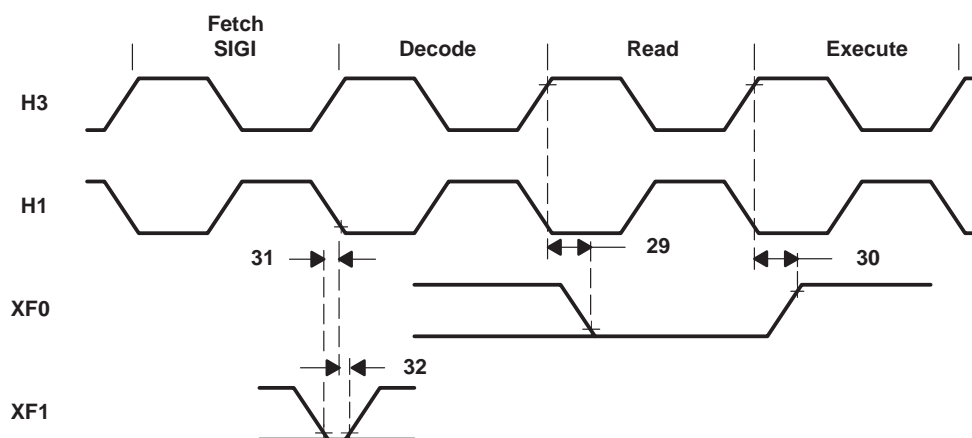 Fetch
SIGI
Decode
Read
Execute
H3
H1
31
29
30
XF0
32
XF1